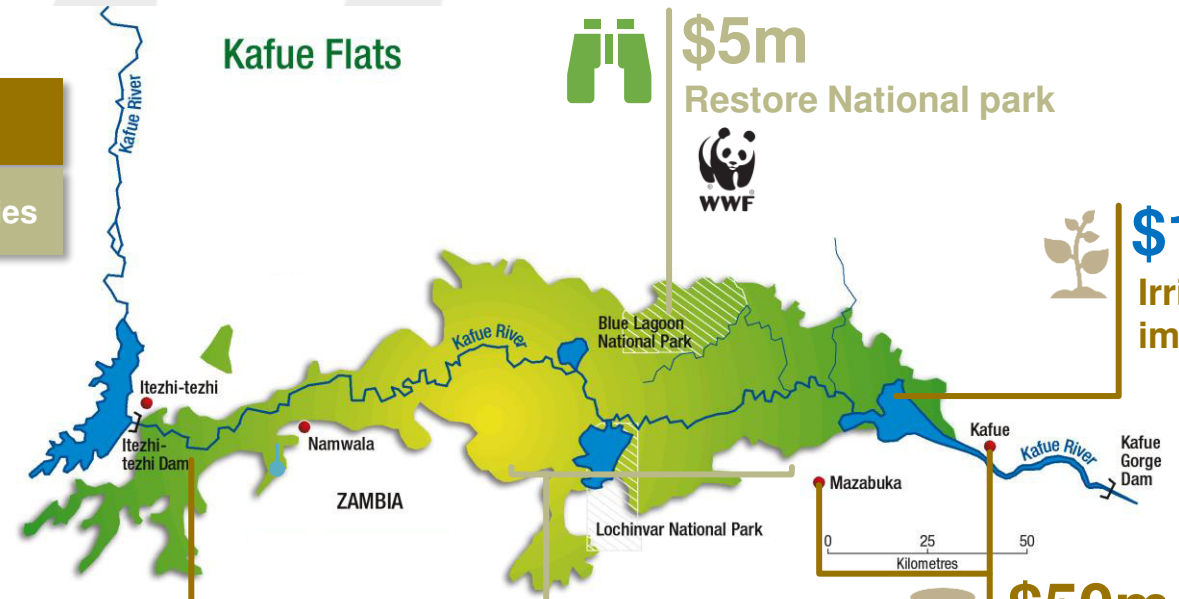 Kafue Flats
$5m
Restore National park
WWF
Kafue River
Kafue River
Blue Lagoon
National Park
Itezhi-tezhi
Itezhi-
tezhi Dam
Namwala
ZAMBIA
Lochinvar National Park
Kafue
Kafue River
Kafue
Gorge
Dam
Mazabuka
0 25 50
Kilometres
$50m